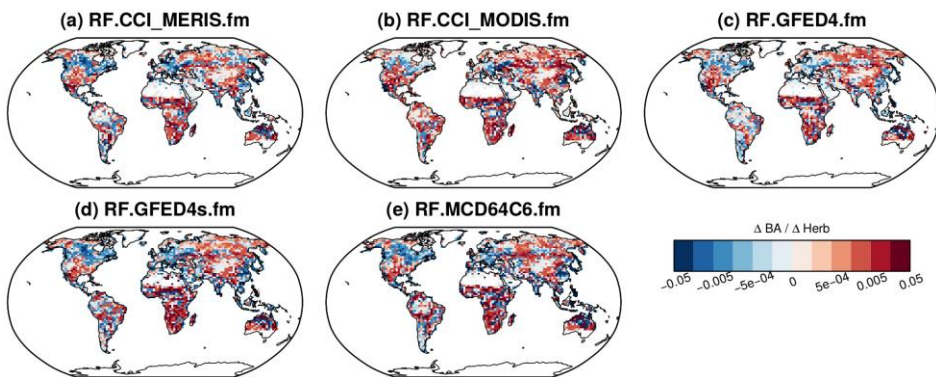 (a) RF.CCI_MERIS.fm
(b) RF.CCI_MODIS.fm
(c) RF.GFED4.fm
(d) RF.GFED4s.fm
(e) RF.MCD64C6.fm
Δ BA / Δ Herb
−0.05 −0.005 −5e−04 0 5e−04 0.005 0.05